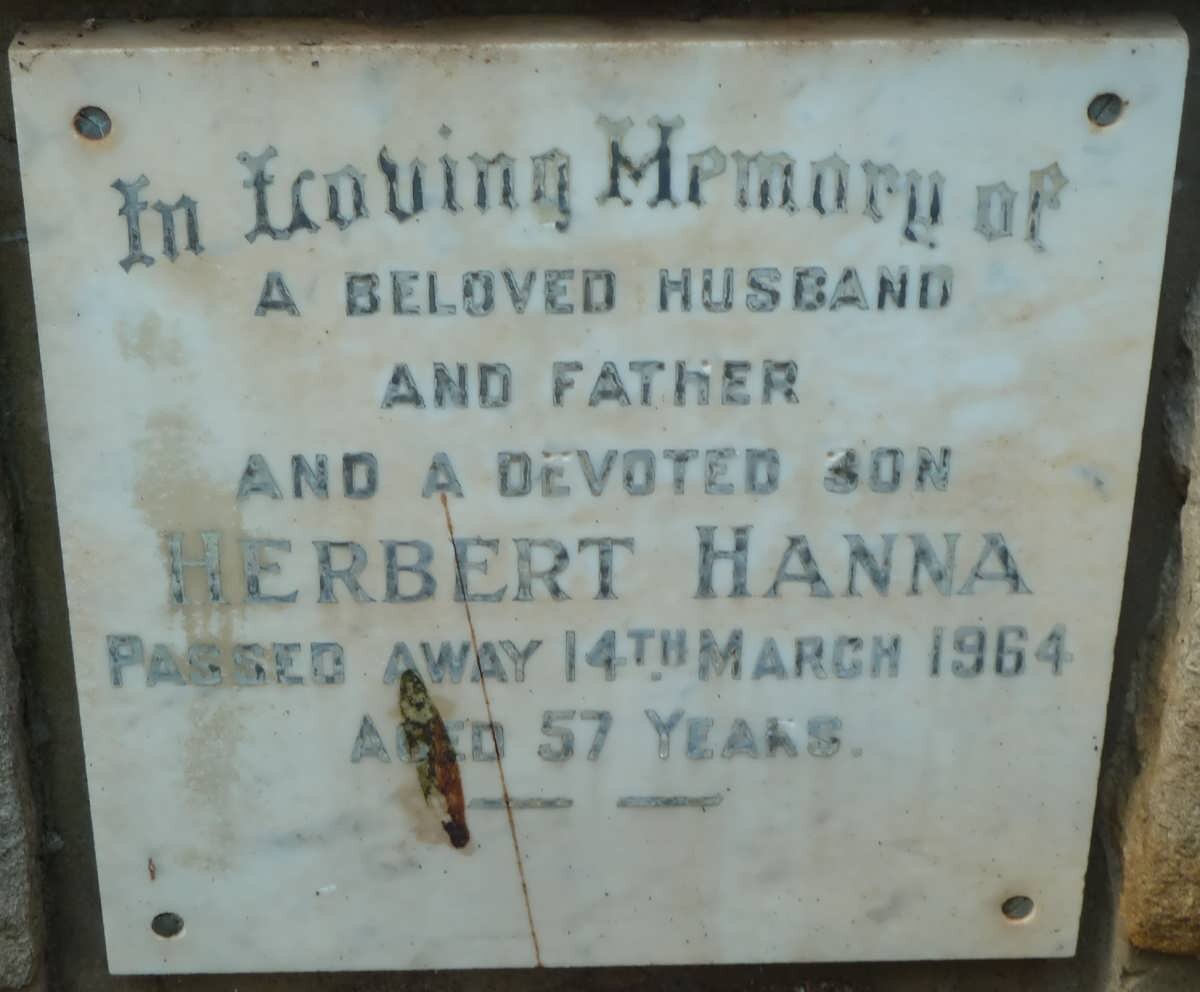 In Loving Memory of
A BELOVED HUSBAND
AND FATHER
AND A DEVOTED SON
HERBERT HANNA
PASSED AWAY 14TH. MARCH 1964
AGED 57 YEARS.